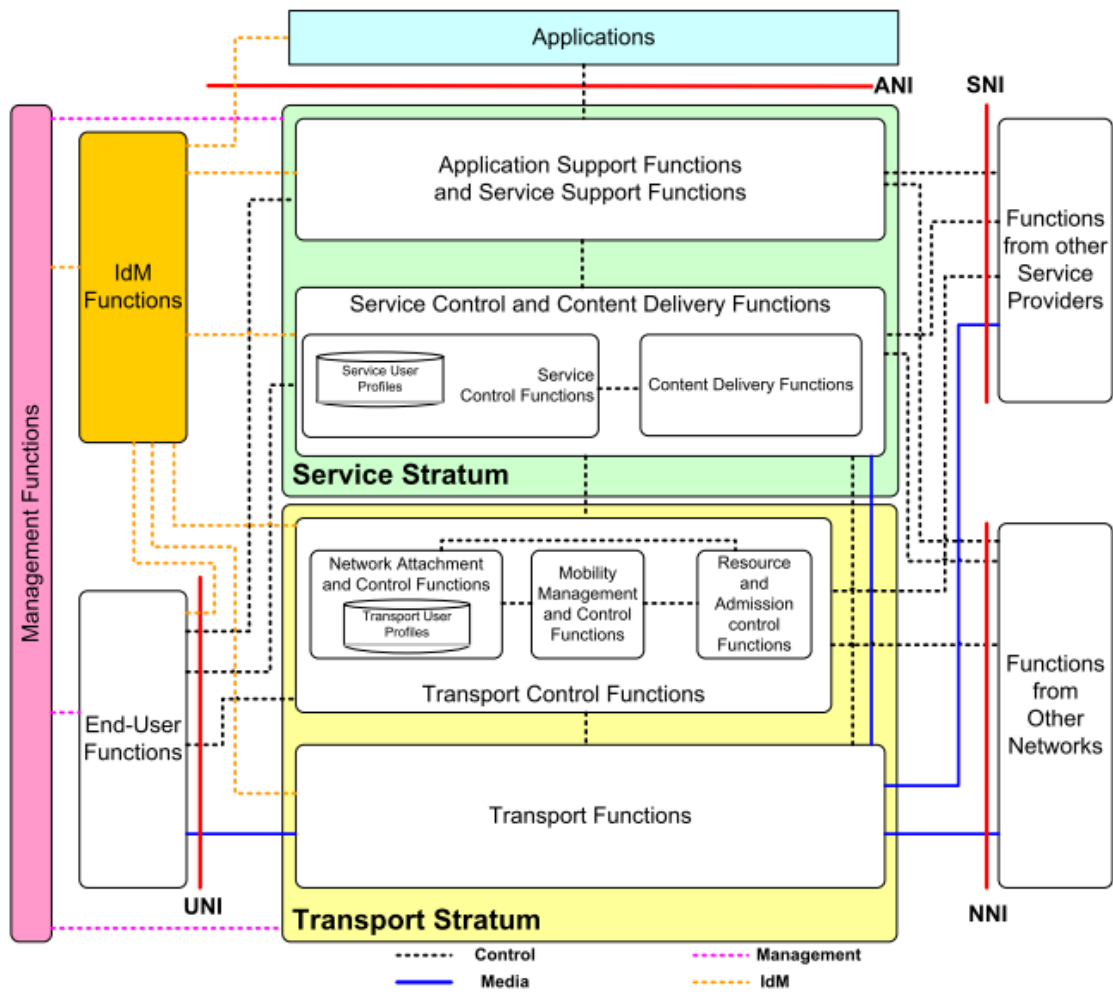 Applications
ANI
SNI
Management Functions
IdM
Functions
Application Support Functions
and Service Support Functions
Functions
from other
Service
Providers
Service Control and Content Delivery Functions
Service User
Profiles
Service
Control Functions
Content Delivery Functions
Service Stratum
Network Attachment
and Control Functions
Transport User
Profiles
Mobility
Management
and Control
Functions
Resource
and
Admission
control
Functions
Transport Control Functions
End-User
Functions
Functions
from
Other
Networks
Transport Functions
UNI
NNI
Transport Stratum
Control
Management
Media
IdM